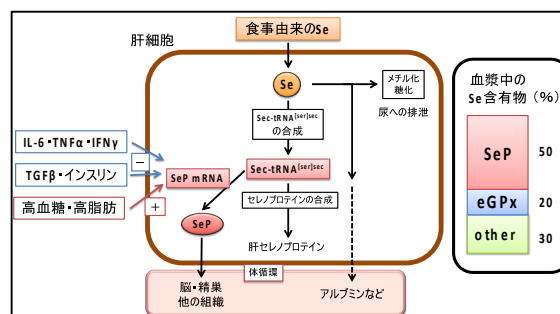 食事由来のSe
肝細胞
Se
メチル化
糖化
尿への排泄
Sec-tRNA[ser]sec
の合成
IL-6・TNFα・IFNγ
−
TGFβ・インスリン
高血糖・高脂肪
+
SeP mRNA
Sec-tRNA[ser]sec
セレノプロテインの合成
SeP
肝セレノプロテイン
体循環
脳・精巣
他の組織
アルブミンなど
血漿中の
Se含有物(%)
SeP
50
eGPx
20
other
30